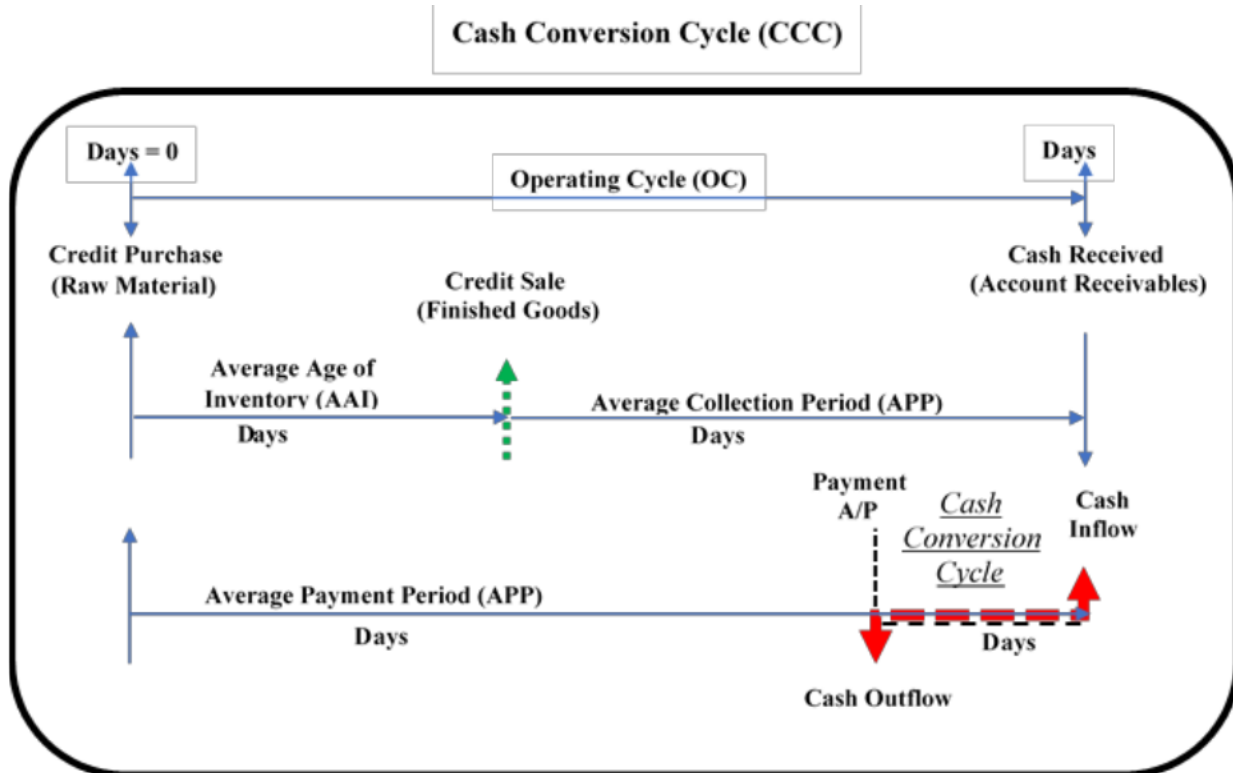 Cash Conversion Cycle (CCC)
Days = 0
Days
Operating Cycle (OC)
Credit Purchase
(Raw Material)
Cash Received
(Account Receivables)
Credit Sale
(Finished Goods)
Average Age of
Inventory (AAI)
Days
Average Collection Period (APP)
Days
Payment
A/P
Cash
Conversion
Cycle
Cash
Inflow
Average Payment Period (APP)
Days
Days
Cash Outflow